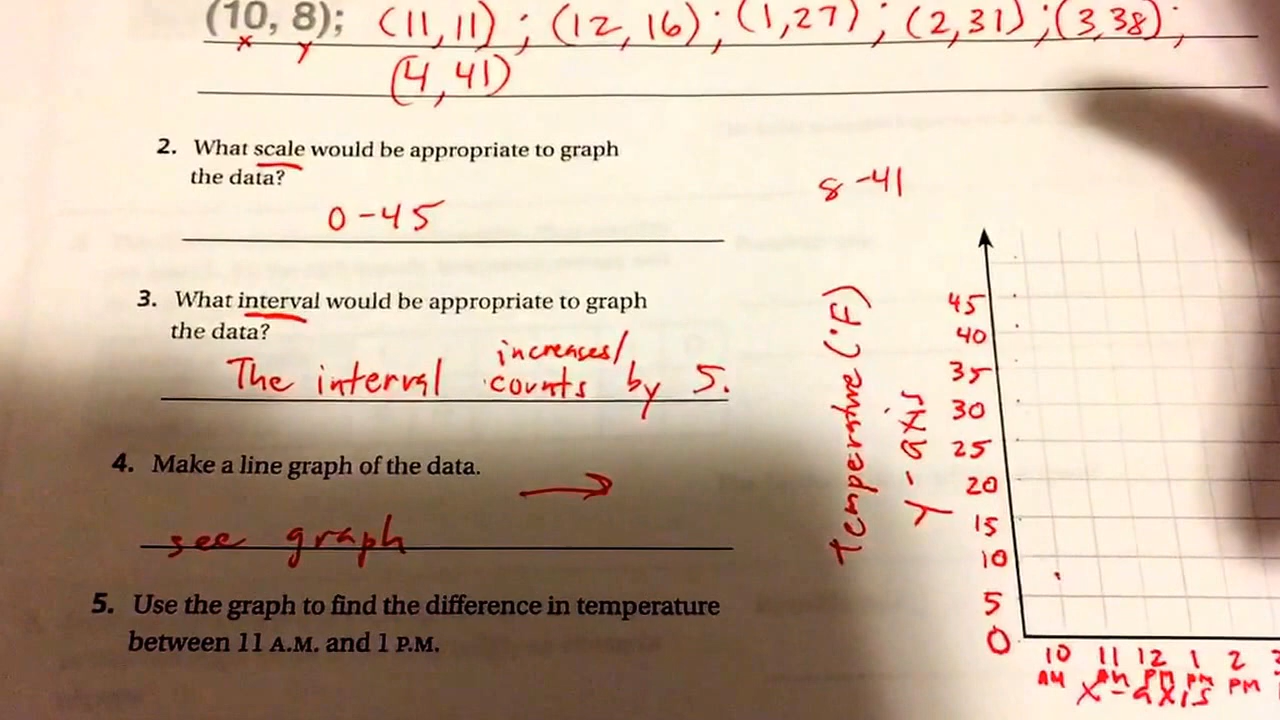 (10, 8); (11, 11) ; (12, 16) ; (1, 27) ; (2, 31) ; (3, 38) ;
x y
(4, 41)
2. What scale would be appropriate to graph
the data?
0-45
3. What interval would be appropriate to graph
the data?
increases/
The interval counts by 5.
4. Make a line graph of the data.
see graph
5. Use the graph to find the difference in temperature
between 11 A.M. and 1 P.M.
8-41
temperature (°F)
y-axis
45
40
35
30
25
20
15
10
5
0
10 11 12 1 2 3
AM AM PM PM PM
x-axis